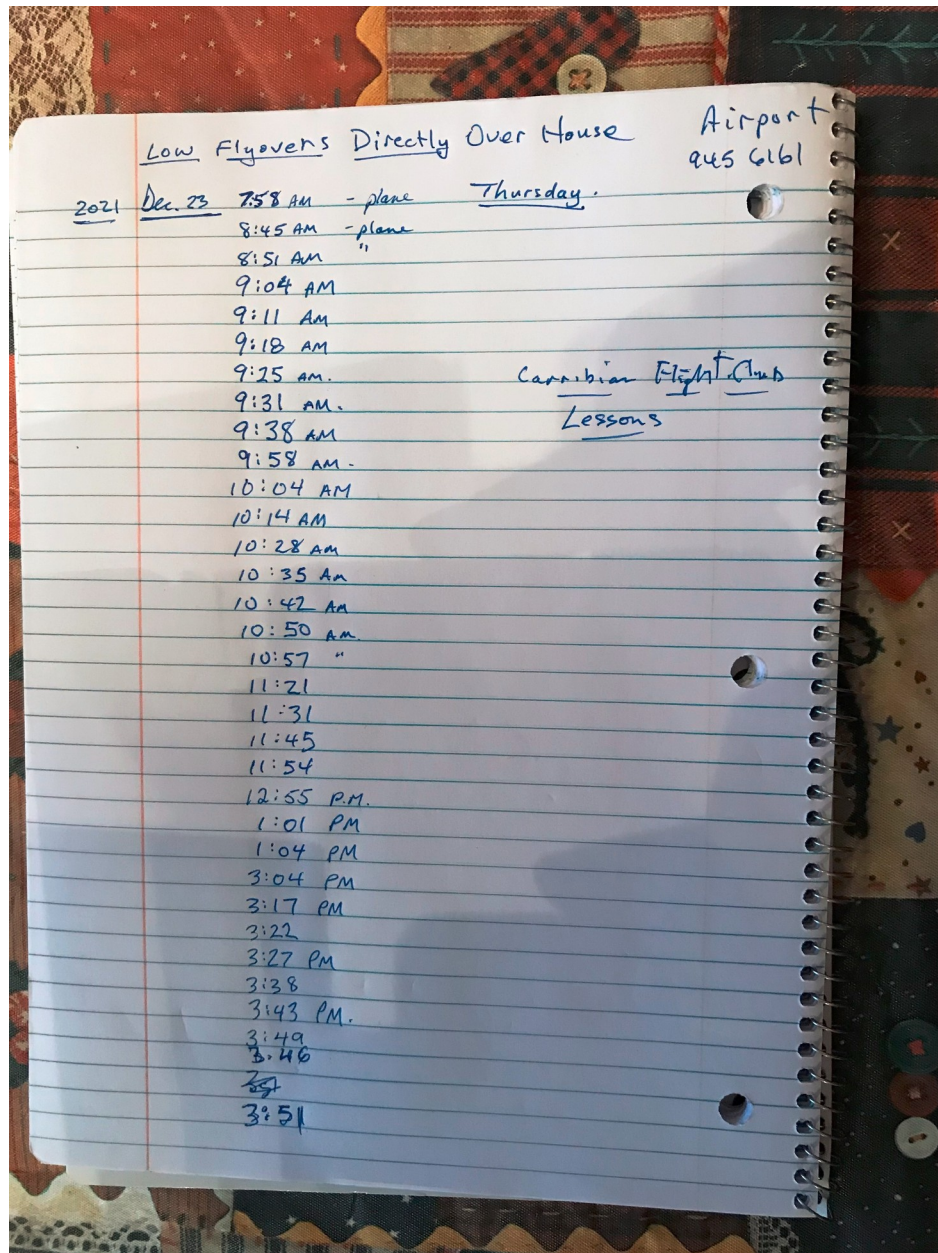 Low Flyovers Directly Over House
Airport
945 6161
2021 Dec. 23 7:58 AM - plane Thursday.
8:45 AM - plane
8:51 AM "
9:04 AM
9:11 AM
9:18 AM
9:25 AM.
Carribian Flight Club
9:31 AM.
Lessons
9:38 AM
9:58 AM.
10:04 AM
10:14 AM
10:28 AM
10:35 Am
10:42 AM
10:50 AM.
10:57 "
11:21
11:31
11:45
11:54
12:55 P.M.
1:01 PM
1:04 PM
3:04 PM
3:17 PM
3:22
3:27 PM
3:38
3:43 PM.
3:49
3:46
3:51